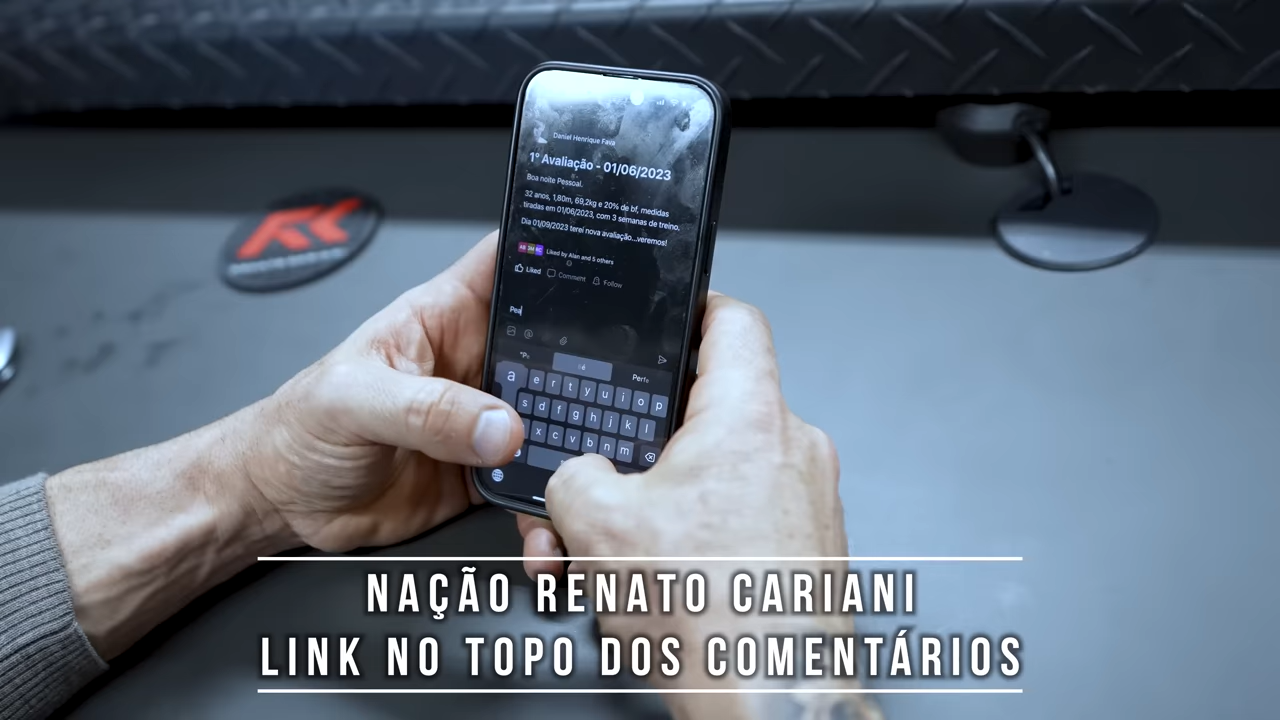 Daniel Henrique Fava
1º Avaliação - 01/06/2023
Boa noite Pessoal.
32 anos, 1,80m, 69,2kg e 20% de bf, medidas
tiradas em 01/06/2023, com 3 semanas de treino.
Dia 01/09/2023 terei nova avaliação...veremos!
Liked by Alan and 5 others
Liked Comment Follow
Pea
a e r t y u i o p
s d f g h j k l
x c v b n m
NAÇÃO RENATO CARIANI
LINK NO TOPO DOS COMENTÁRIOS